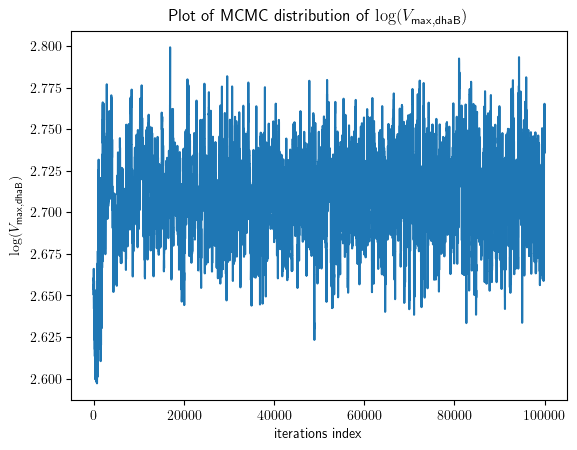 Plot of MCMC distribution of log(V_max,dhaB)
log(V_max,dhaB)
2.800
2.775
2.750
2.725
2.700
2.675
2.650
2.625
2.600
0 20000 40000 60000 80000 100000
iterations index